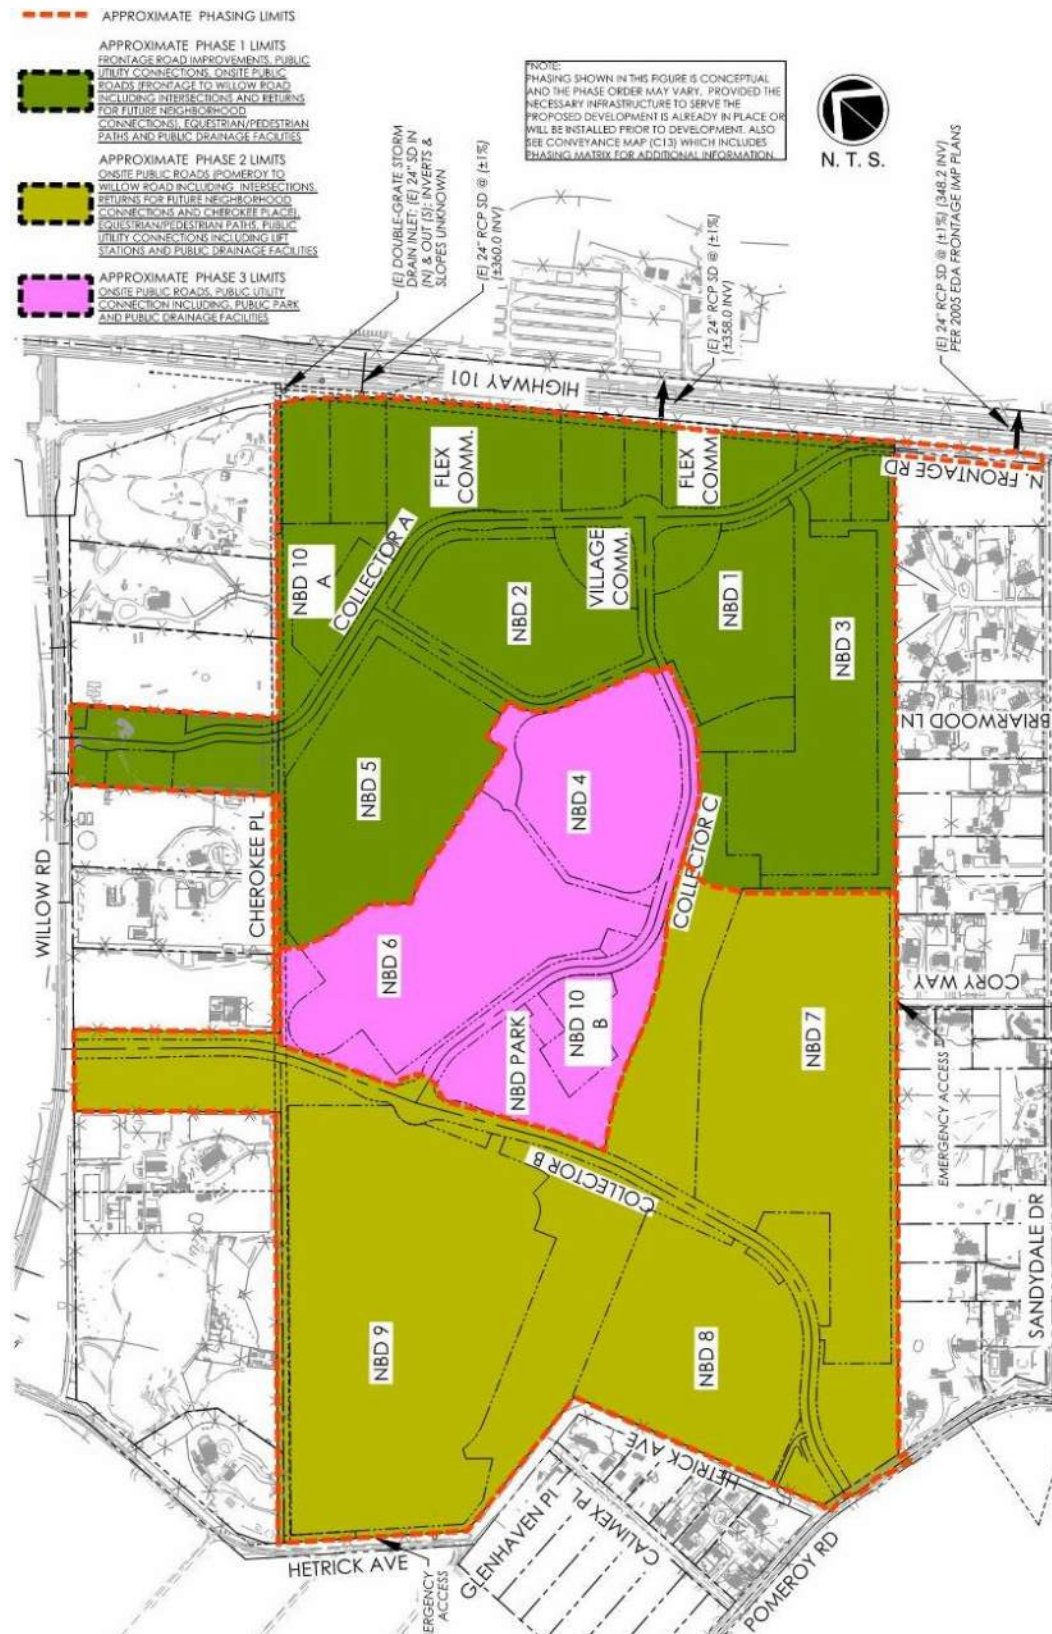 APPROXIMATE PHASING LIMITS
APPROXIMATE PHASE 1 LIMITS
FRONTAGE ROAD IMPROVEMENTS, PUBLIC
UTILITY CONNECTIONS, ONSITE PUBLIC
ROADS (FRONTAGE TO WILLOW ROAD
INCLUDING INTERSECTIONS AND RETURNS
FOR FUTURE NEIGHBORHOOD
CONNECTIONS), EQUESTRIAN/PEDESTRIAN
PATHS AND PUBLIC DRAINAGE FACILITIES
APPROXIMATE PHASE 2 LIMITS
ONSITE PUBLIC ROADS (POMEROY TO
WILLOW ROAD INCLUDING INTERSECTIONS,
RETURNS FOR FUTURE NEIGHBORHOOD
CONNECTIONS AND CHEROKEE PLACE),
EQUESTRIAN/PEDESTRIAN PATHS, PUBLIC
UTILITY CONNECTIONS INCLUDING LIFT
STATIONS AND PUBLIC DRAINAGE FACILITIES
APPROXIMATE PHASE 3 LIMITS
ONSITE PUBLIC ROADS, PUBLIC UTILITY
CONNECTION INCLUDING, PUBLIC PARK
AND PUBLIC DRAINAGE FACILITIES
*NOTE:
PHASING SHOWN IN THIS FIGURE IS CONCEPTUAL
AND THE PHASE ORDER MAY VARY, PROVIDED THE
NECESSARY INFRASTRUCTURE TO SERVE THE
PROPOSED DEVELOPMENT IS ALREADY IN PLACE OR
WILL BE INSTALLED PRIOR TO DEVELOPMENT. ALSO
SEE CONVEYANCE MAP (C13) WHICH INCLUDES
PHASING MATRIX FOR ADDITIONAL INFORMATION.
N. T. S.
(E) DOUBLE-GRATE STORM
DRAIN INLET; (E) 24" SD IN
(N) & OUT (S); INVERTS &
SLOPES UNKNOWN
(E) 24" RCP SD @ (±1%)
(±360.0 INV)
(E) 24" RCP SD @ (±1%)
(±358.0 INV)
(E) 24" RCP SD @ (±1%) (348.2 INV)
PER 2005 EDA FRONTAGE IMP PLANS
HIGHWAY 101
N. FRONTAGE RD
FLEX
COMM.
FLEX
COMM.
NBD 10
A
COLLECTOR A
NBD 2
VILLAGE
COMM.
NBD 1
NBD 3
BRIARWOOD LN
NBD 5
NBD 4
COLLECTOR C
WILLOW RD
CHEROKEE PL
NBD 6
NBD PARK
NBD 10
B
NBD 7
CORY WAY
EMERGENCY ACCESS
COLLECTOR B
SANDYDALE DR
NBD 9
NBD 8
HETRICK AVE
HETRICK AVE
ERGENCY
ACCESS
GLENHAVEN PL
CALIMEX PL
POMEROY RD